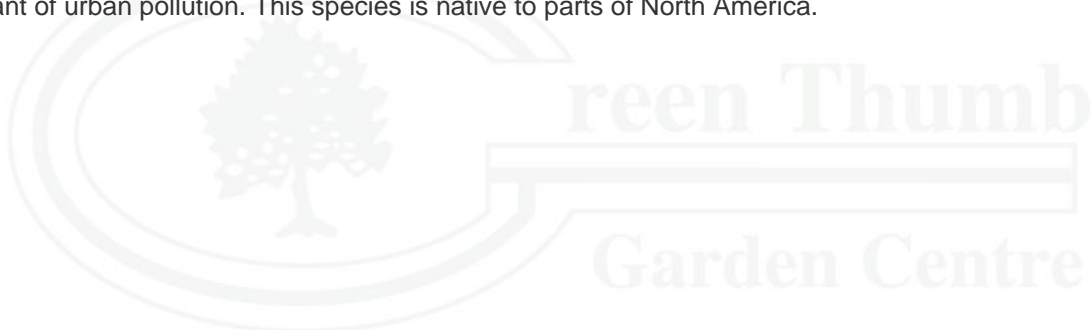 ant of urban pollution. This species is native to parts of North America.
reen Thumb
Garden Centre